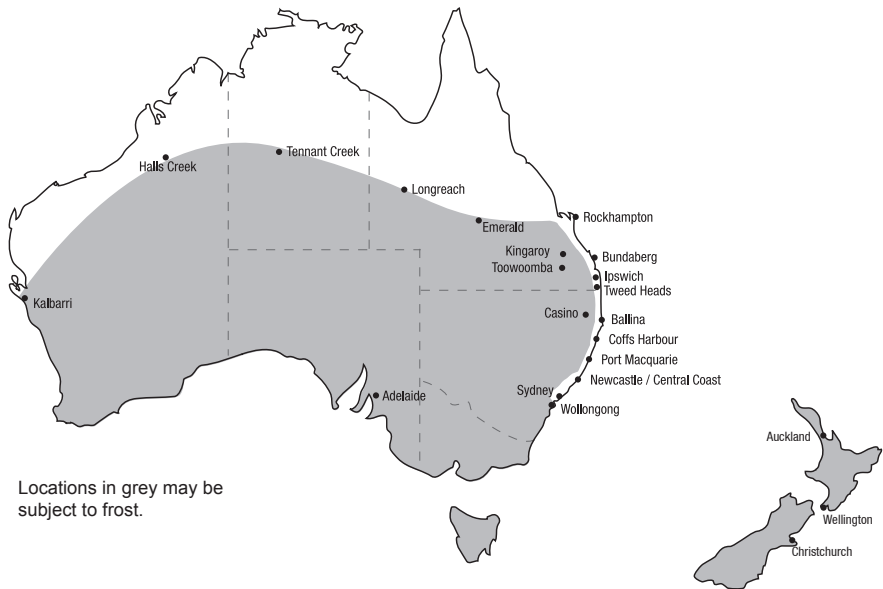 Tennant Creek
Halls Creek
Longreach
Rockhampton
Emerald
Kingaroy
Bundaberg
Toowoomba
Ipswich
Tweed Heads
Kalbarri
Casino
Ballina
Coffs Harbour
Port Macquarie
Newcastle / Central Coast
Sydney
Adelaide
Wollongong
Auckland
Locations in grey may be
subject to frost.
Wellington
Christchurch